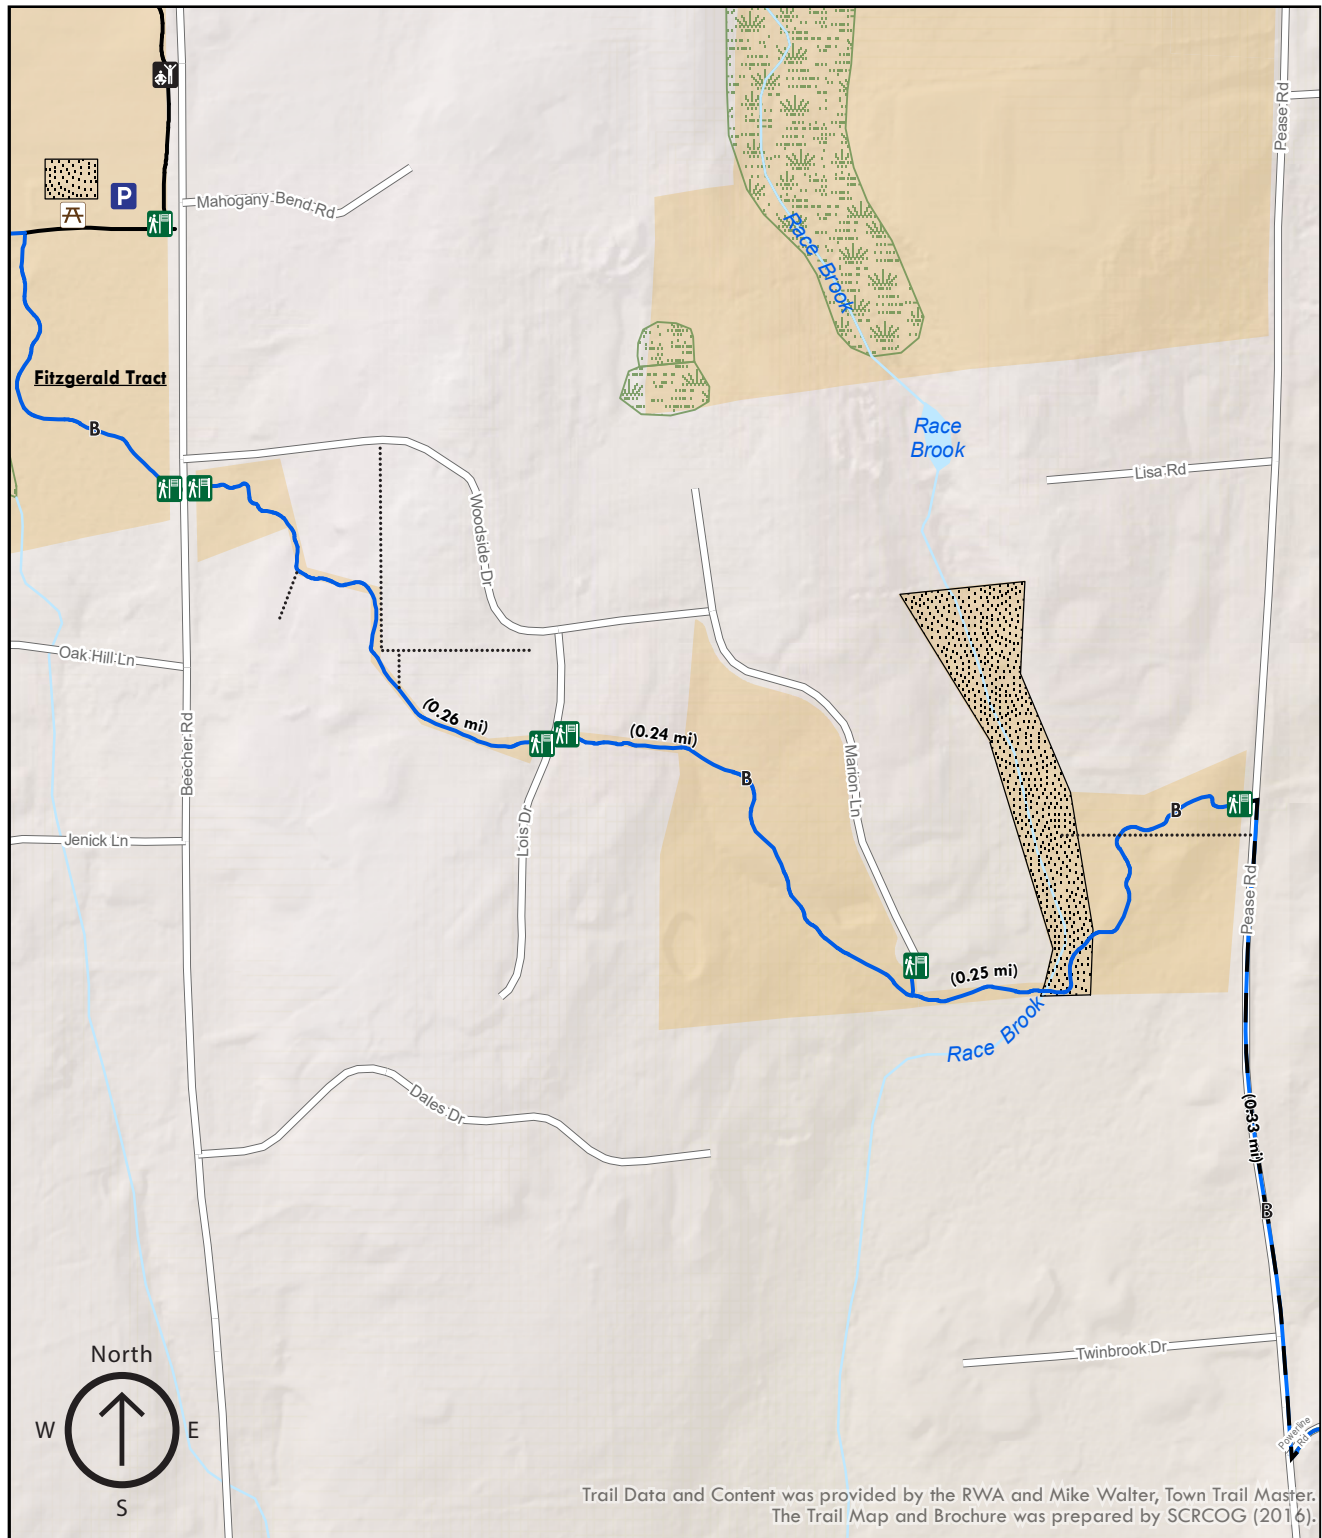 Pease Rd
P
Mahogany Bend Rd
Race Brook
Fitzgerald Tract
B
Race
Brook
Lisa Rd
Woodside Dr
Oak Hill Ln
(0.26 mi)
(0.24 mi)
Beecher Rd
B
Marion Ln
B
Lois Dr
Jenick Ln
Pease Rd
(0.25 mi)
Race Brook
Dales Dr
(0.33 mi)
B
Twinbrook Dr
North
W E
S
Powerline
Rd
Trail Data and Content was provided by the RWA and Mike Walter, Town Trail Master.
The Trail Map and Brochure was prepared by SCRCOG (2016).